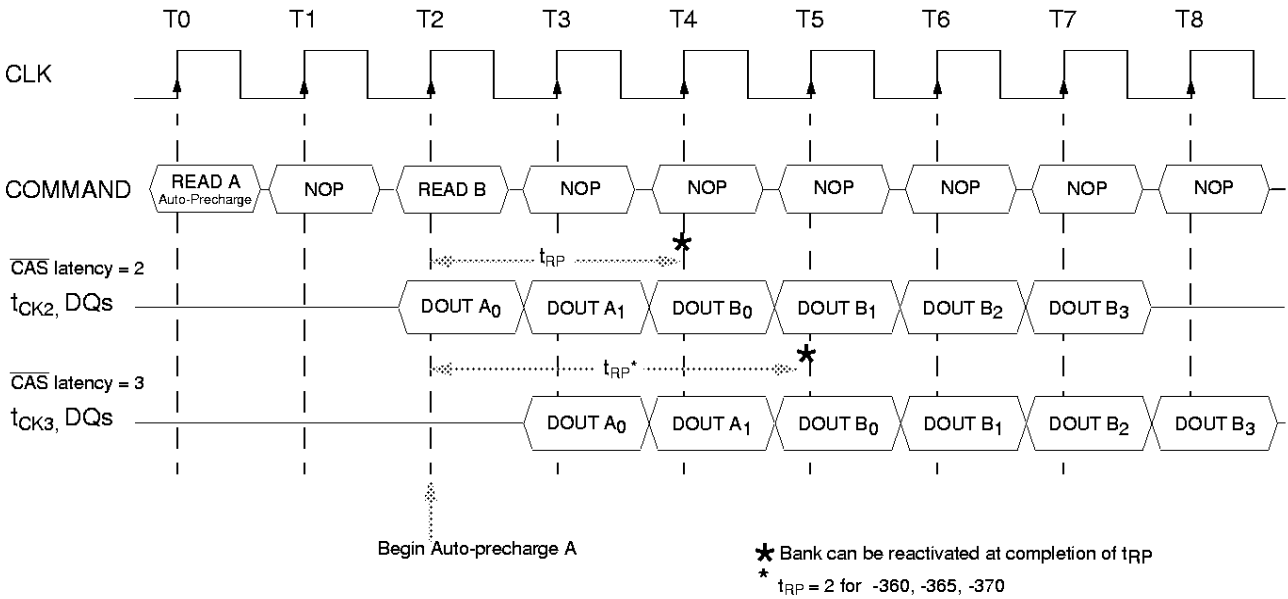 T0 T1 T2 T3 T4 T5 T6 T7 T8
CLK
COMMAND READ A Auto-Precharge NOP READ B NOP NOP NOP NOP NOP NOP
tRP ★
CAS latency = 2
tCK2, DQs DOUT A0 DOUT A1 DOUT B0 DOUT B1 DOUT B2 DOUT B3
tRP* ★
CAS latency = 3
tCK3, DQs DOUT A0 DOUT A1 DOUT B0 DOUT B1 DOUT B2 DOUT B3
Begin Auto-precharge A
★ Bank can be reactivated at completion of tRP
* tRP = 2 for -360, -365, -370